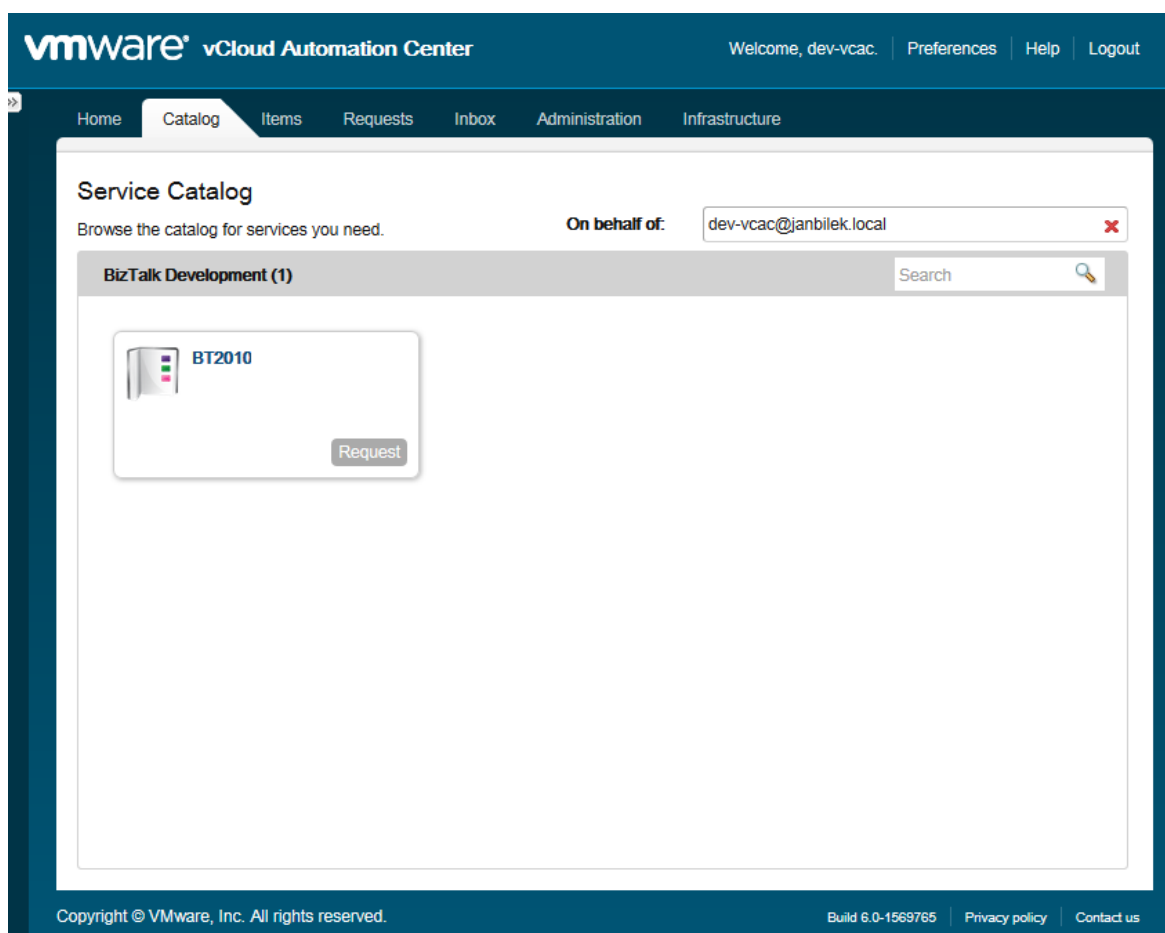 vmware® vCloud Automation Center Welcome, dev-vcac. Preferences Help Logout
Home Catalog Items Requests Inbox Administration Infrastructure
Service Catalog
Browse the catalog for services you need. On behalf of: dev-vcac@janbilek.local
BizTalk Development (1) Search
BT2010
Request
Copyright © VMware, Inc. All rights reserved. Build 6.0-1569765 Privacy policy Contact us